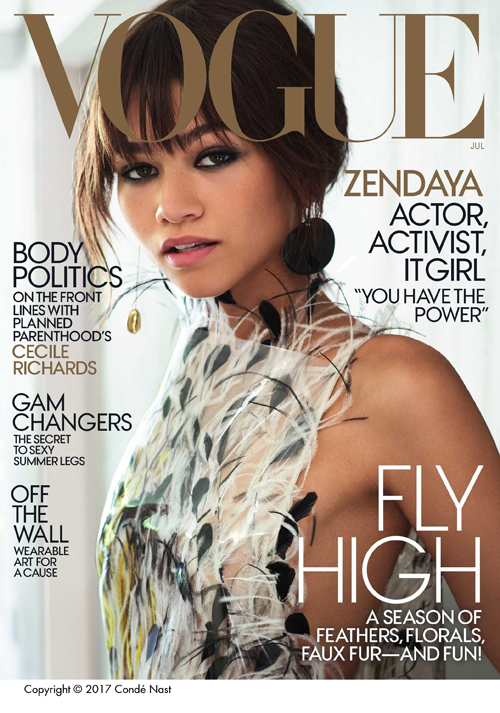 VOGUE
JUL
ZENDAYA
ACTOR,
ACTIVIST,
IT GIRL
“YOU HAVE THE
POWER”
BODY
POLITICS
ON THE FRONT
LINES WITH
PLANNED
PARENTHOOD’S
CECILE
RICHARDS
GAM
CHANGERS
THE SECRET
TO SEXY
SUMMER LEGS
OFF
THE
WALL
WEARABLE
ART FOR
A CAUSE
FLY
HIGH
A SEASON OF
FEATHERS, FLORALS,
FAUX FUR—AND FUN!
Copyright © 2017 Condé Nast